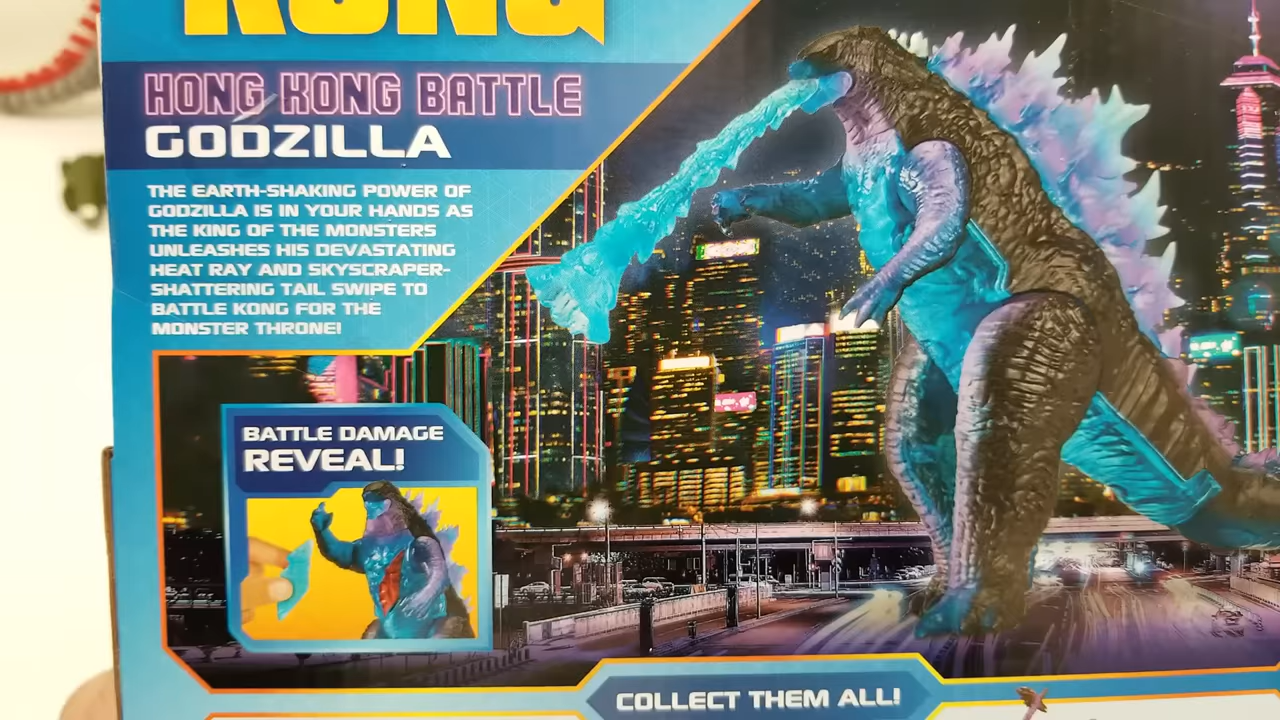 KONG
HONG KONG BATTLE
GODZILLA
THE EARTH-SHAKING POWER OF
GODZILLA IS IN YOUR HANDS AS
THE KING OF THE MONSTERS
UNLEASHES HIS DEVASTATING
HEAT RAY AND SKYSCRAPER-
SHATTERING TAIL SWIPE TO
BATTLE KONG FOR THE
MONSTER THRONE!
BATTLE DAMAGE
REVEAL!
COLLECT THEM ALL!